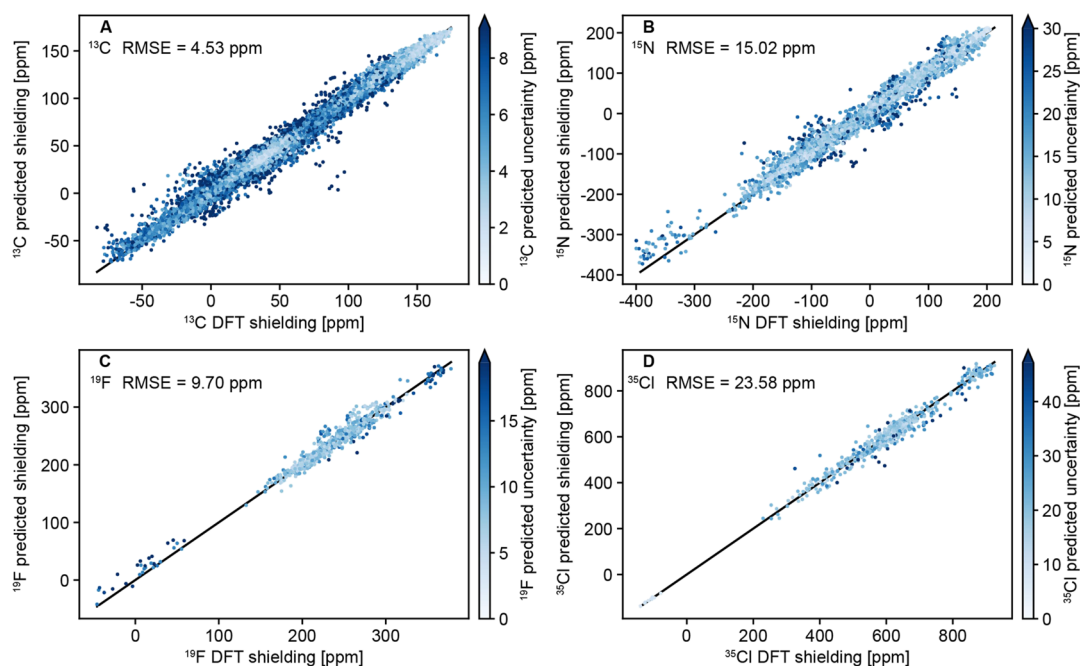 A
¹³C RMSE = 4.53 ppm
¹³C predicted shielding [ppm]
150
100
50
0
-50
-50 0 50 100 150
¹³C DFT shielding [ppm]
8
6
4
2
0
¹³C predicted uncertainty [ppm]
B
¹⁵N RMSE = 15.02 ppm
¹⁵N predicted shielding [ppm]
200
100
0
-100
-200
-300
-400
-400 -300 -200 -100 0 100 200
¹⁵N DFT shielding [ppm]
30
25
20
15
10
5
0
¹⁵N predicted uncertainty [ppm]
C
¹⁹F RMSE = 9.70 ppm
¹⁹F predicted shielding [ppm]
300
200
100
0
0 100 200 300
¹⁹F DFT shielding [ppm]
15
10
5
0
¹⁹F predicted uncertainty [ppm]
D
³⁵Cl RMSE = 23.58 ppm
³⁵Cl predicted shielding [ppm]
800
600
400
200
0
0 200 400 600 800
³⁵Cl DFT shielding [ppm]
40
30
20
10
0
³⁵Cl predicted uncertainty [ppm]